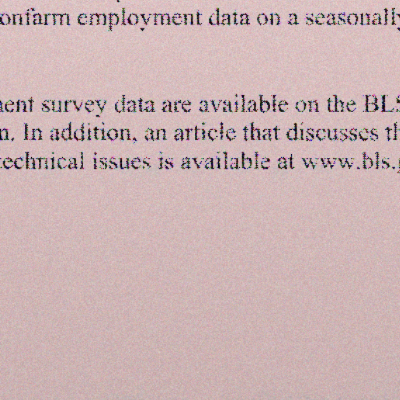 onfarm employment data on a seasonally
ent survey data are available on the BLS
n. In addition, an article that discusses th
technical issues is available at www.bls.